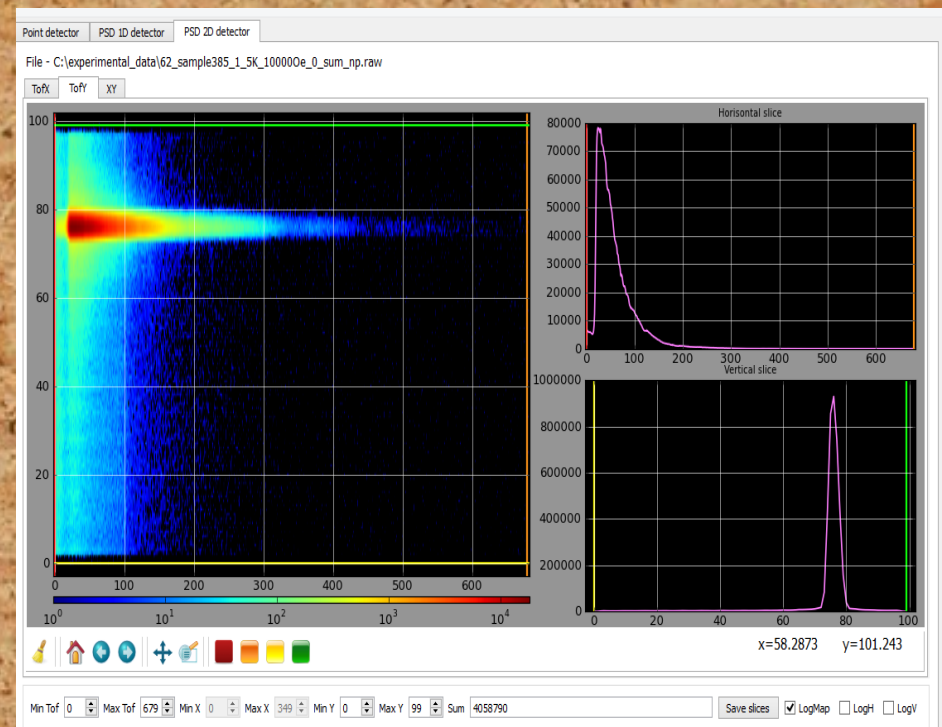 Point detector PSD 1D detector PSD 2D detector
File - C:\experimental_data\62_sample385_1_5K_10000Oe_0_sum_np.raw
TofX TofY XY
100
80
60
40
20
0
0 100 200 300 400 500 600
10^0 10^1 10^2 10^3 10^4
Horisontal slice
80000
70000
60000
50000
40000
30000
20000
10000
0
0 100 200 300 400 500 600
Vertical slice
1000000
800000
600000
400000
200000
0
0 20 40 60 80 100
x=58.2873 y=101.243
Min Tof 0 Max Tof 679 Min X 0 Max X 349 Min Y 0 Max Y 99 Sum 4058790 Save slices LogMap LogH LogV